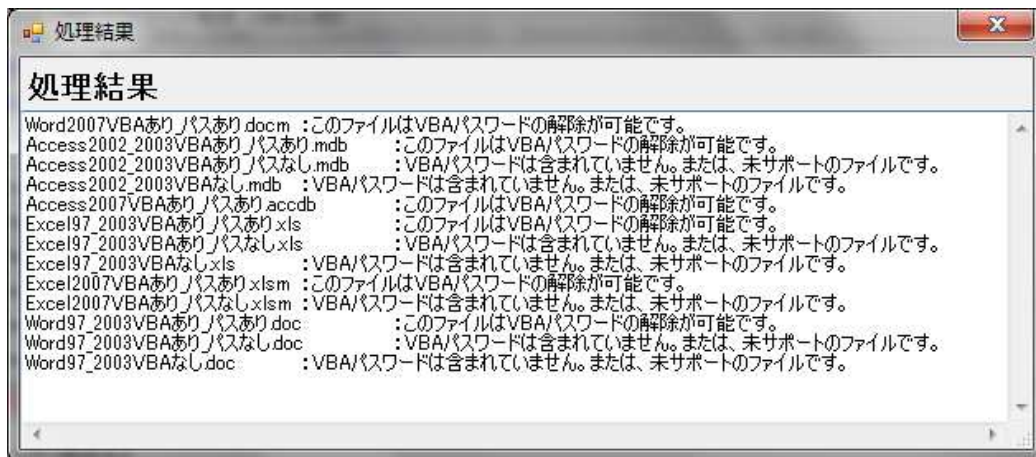 処理結果
処理結果
Word2007VBAあり_パスあり.docm :このファイルはVBAパスワードの解除が可能です。
Access2002_2003VBAあり_パスあり.mdb :このファイルはVBAパスワードの解除が可能です。
Access2002_2003VBAあり_パスなし.mdb :VBAパスワードは含まれていません。または、未サポートのファイルです。
Access2002_2003VBAなし.mdb :VBAパスワードは含まれていません。または、未サポートのファイルです。
Access2007VBAあり_パスあり.accdb :このファイルはVBAパスワードの解除が可能です。
Excel97_2003VBAあり_パスあり.xls :このファイルはVBAパスワードの解除が可能です。
Excel97_2003VBAあり_パスなし.xls :VBAパスワードは含まれていません。または、未サポートのファイルです。
Excel97_2003VBAなし.xls :VBAパスワードは含まれていません。または、未サポートのファイルです。
Excel2007VBAあり_パスあり.xlsm :このファイルはVBAパスワードの解除が可能です。
Excel2007VBAあり_パスなし.xlsm :VBAパスワードは含まれていません。または、未サポートのファイルです。
Word97_2003VBAあり_パスあり.doc :このファイルはVBAパスワードの解除が可能です。
Word97_2003VBAあり_パスなし.doc :VBAパスワードは含まれていません。または、未サポートのファイルです。
Word97_2003VBAなし.doc :VBAパスワードは含まれていません。または、未サポートのファイルです。